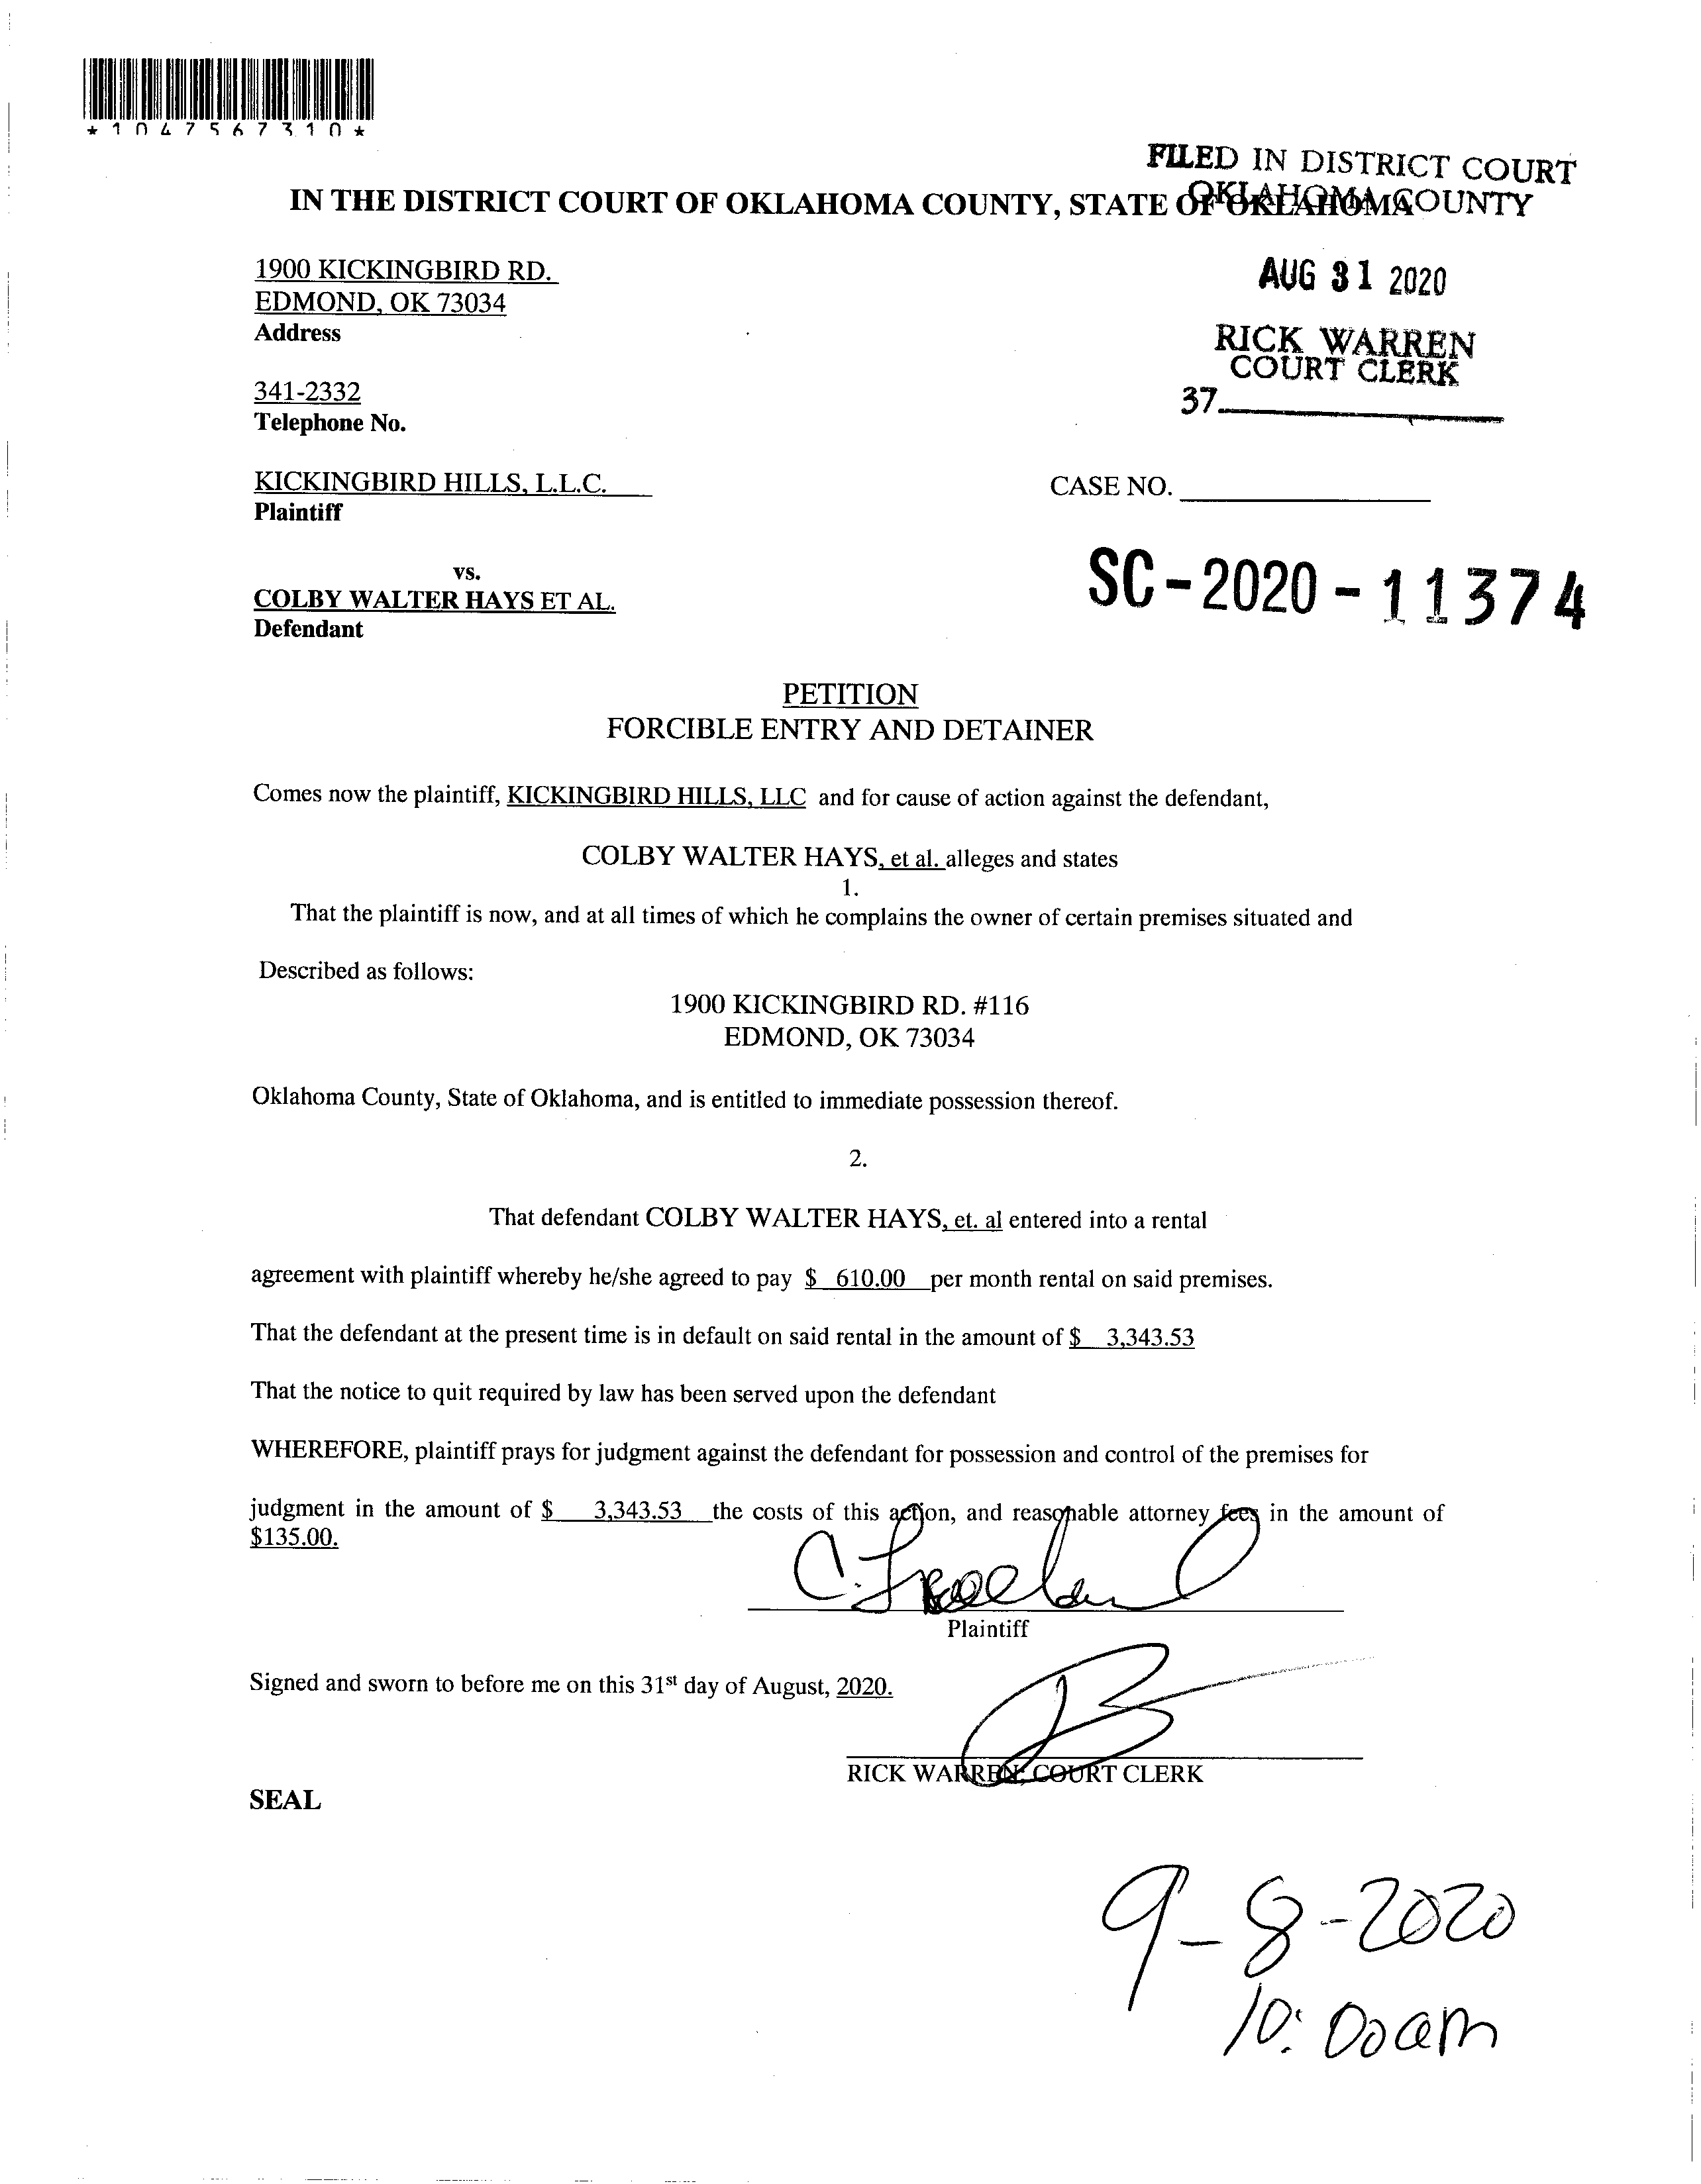 *1047567310*
FILED IN DISTRICT COURT
OKLAHOMA COUNTY
IN THE DISTRICT COURT OF OKLAHOMA COUNTY, STATE OF OKLAHOMA
1900 KICKINGBIRD RD.
EDMOND, OK 73034
Address
AUG 31 2020
RICK WARREN
COURT CLERK
37
341-2332
Telephone No.
KICKINGBIRD HILLS, L.L.C.
Plaintiff
CASE NO.
vs.
SC-2020-11374
COLBY WALTER HAYS ET AL.
Defendant
PETITION
FORCIBLE ENTRY AND DETAINER
Comes now the plaintiff, KICKINGBIRD HILLS, LLC and for cause of action against the defendant,
COLBY WALTER HAYS, et al. alleges and states
1.
That the plaintiff is now, and at all times of which he complains the owner of certain premises situated and
Described as follows:
1900 KICKINGBIRD RD. #116
EDMOND, OK 73034
Oklahoma County, State of Oklahoma, and is entitled to immediate possession thereof.
2.
That defendant COLBY WALTER HAYS, et. al entered into a rental
agreement with plaintiff whereby he/she agreed to pay $ 610.00 per month rental on said premises.
That the defendant at the present time is in default on said rental in the amount of $ 3,343.53
That the notice to quit required by law has been served upon the defendant
WHEREFORE, plaintiff prays for judgment against the defendant for possession and control of the premises for
judgment in the amount of $ 3,343.53 the costs of this action, and reasonable attorney fees in the amount of
$135.00.
Plaintiff
Signed and sworn to before me on this 31st day of August, 2020.
RICK WARREN, COURT CLERK
SEAL
9-8-2020
10:00am